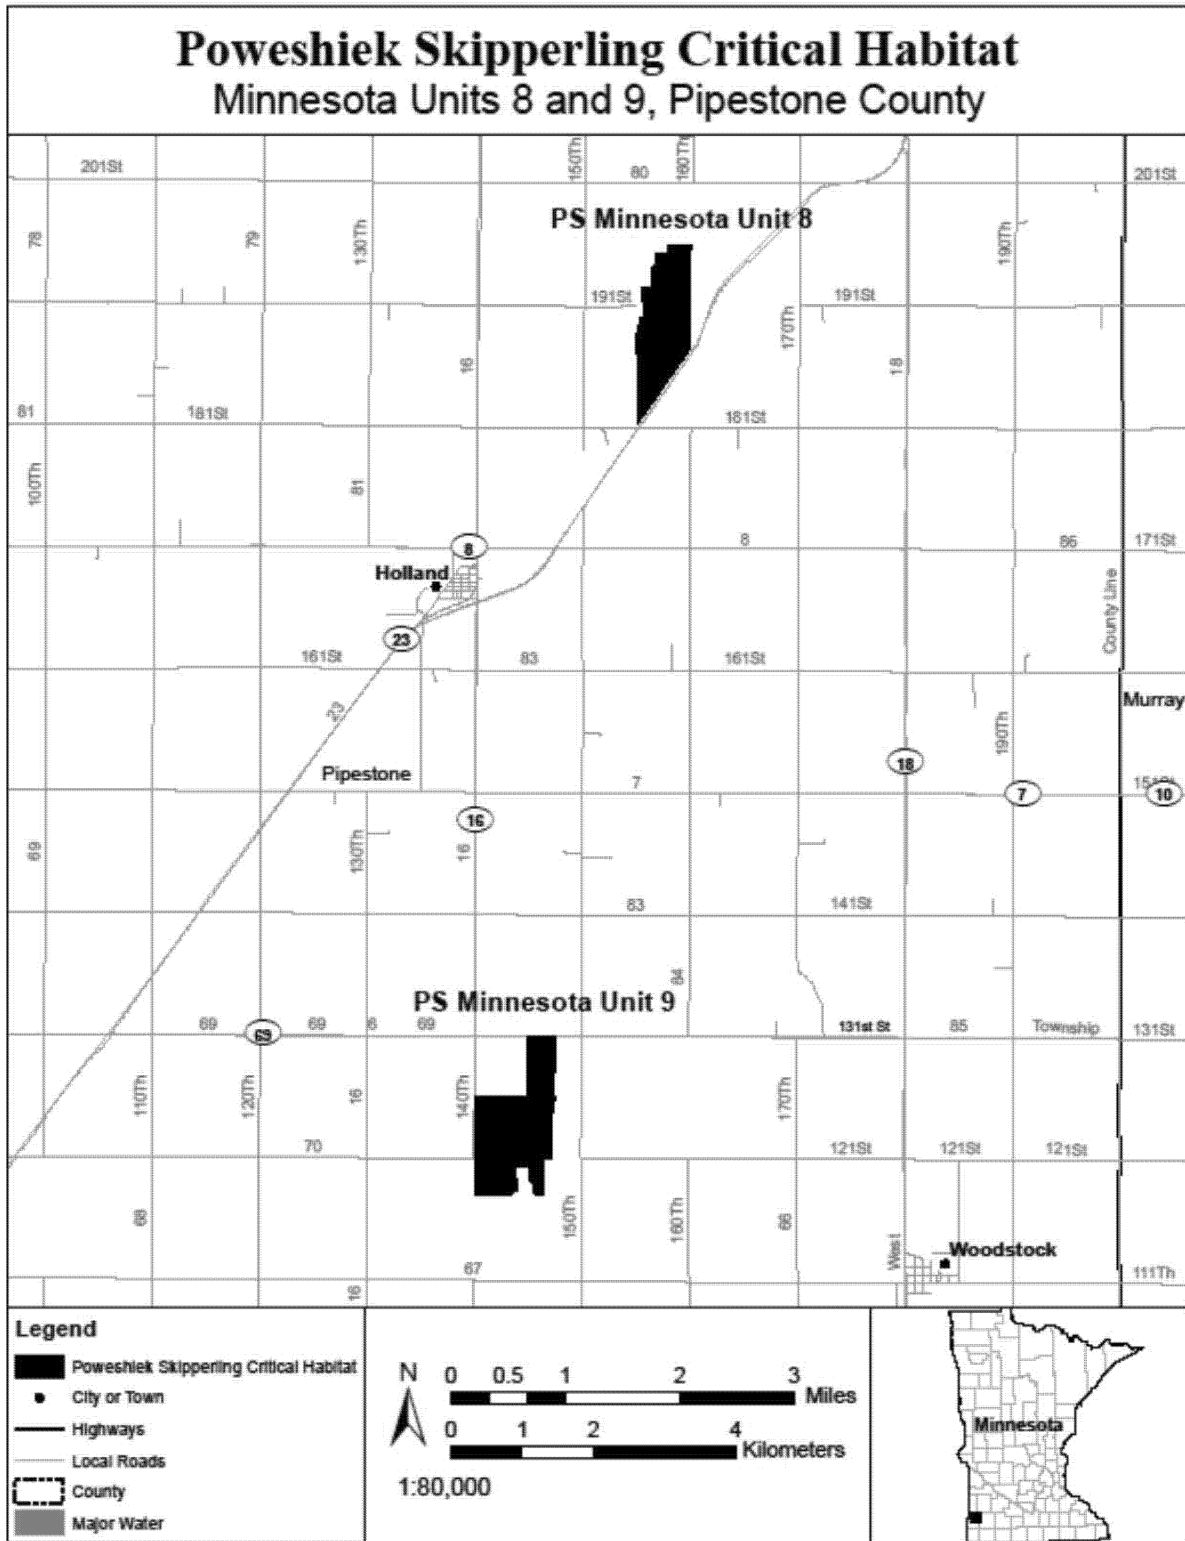 Poweshiek Skipperling Critical Habitat
Minnesota Units 8 and 9, Pipestone County
201St
150Th
80
160Th
201St
PS Minnesota Unit 8
78
79
130Th
190Th
191St
191St
170Th
16
18
81
181St
181St
100Th
81
8
8
86
171St
Holland
County Line
23
161St
83
161St
23
Murray
190Th
Pipestone
18
7
7
151St
10
16
69
130Th
16
83
141St
84
PS Minnesota Unit 9
69
69
69
6
69
131st St
85
Township
131St
110Th
120Th
16
140Th
170Th
70
121St
121St
121St
68
150Th
160Th
66
West
Woodstock
67
16
111Th
Legend
Poweshiek Skipperling Critical Habitat
City or Town
Highways
Local Roads
County
Major Water
N
0 0.5 1 2 3
Miles
0 1 2 4
Kilometers
1:80,000
Minnesota